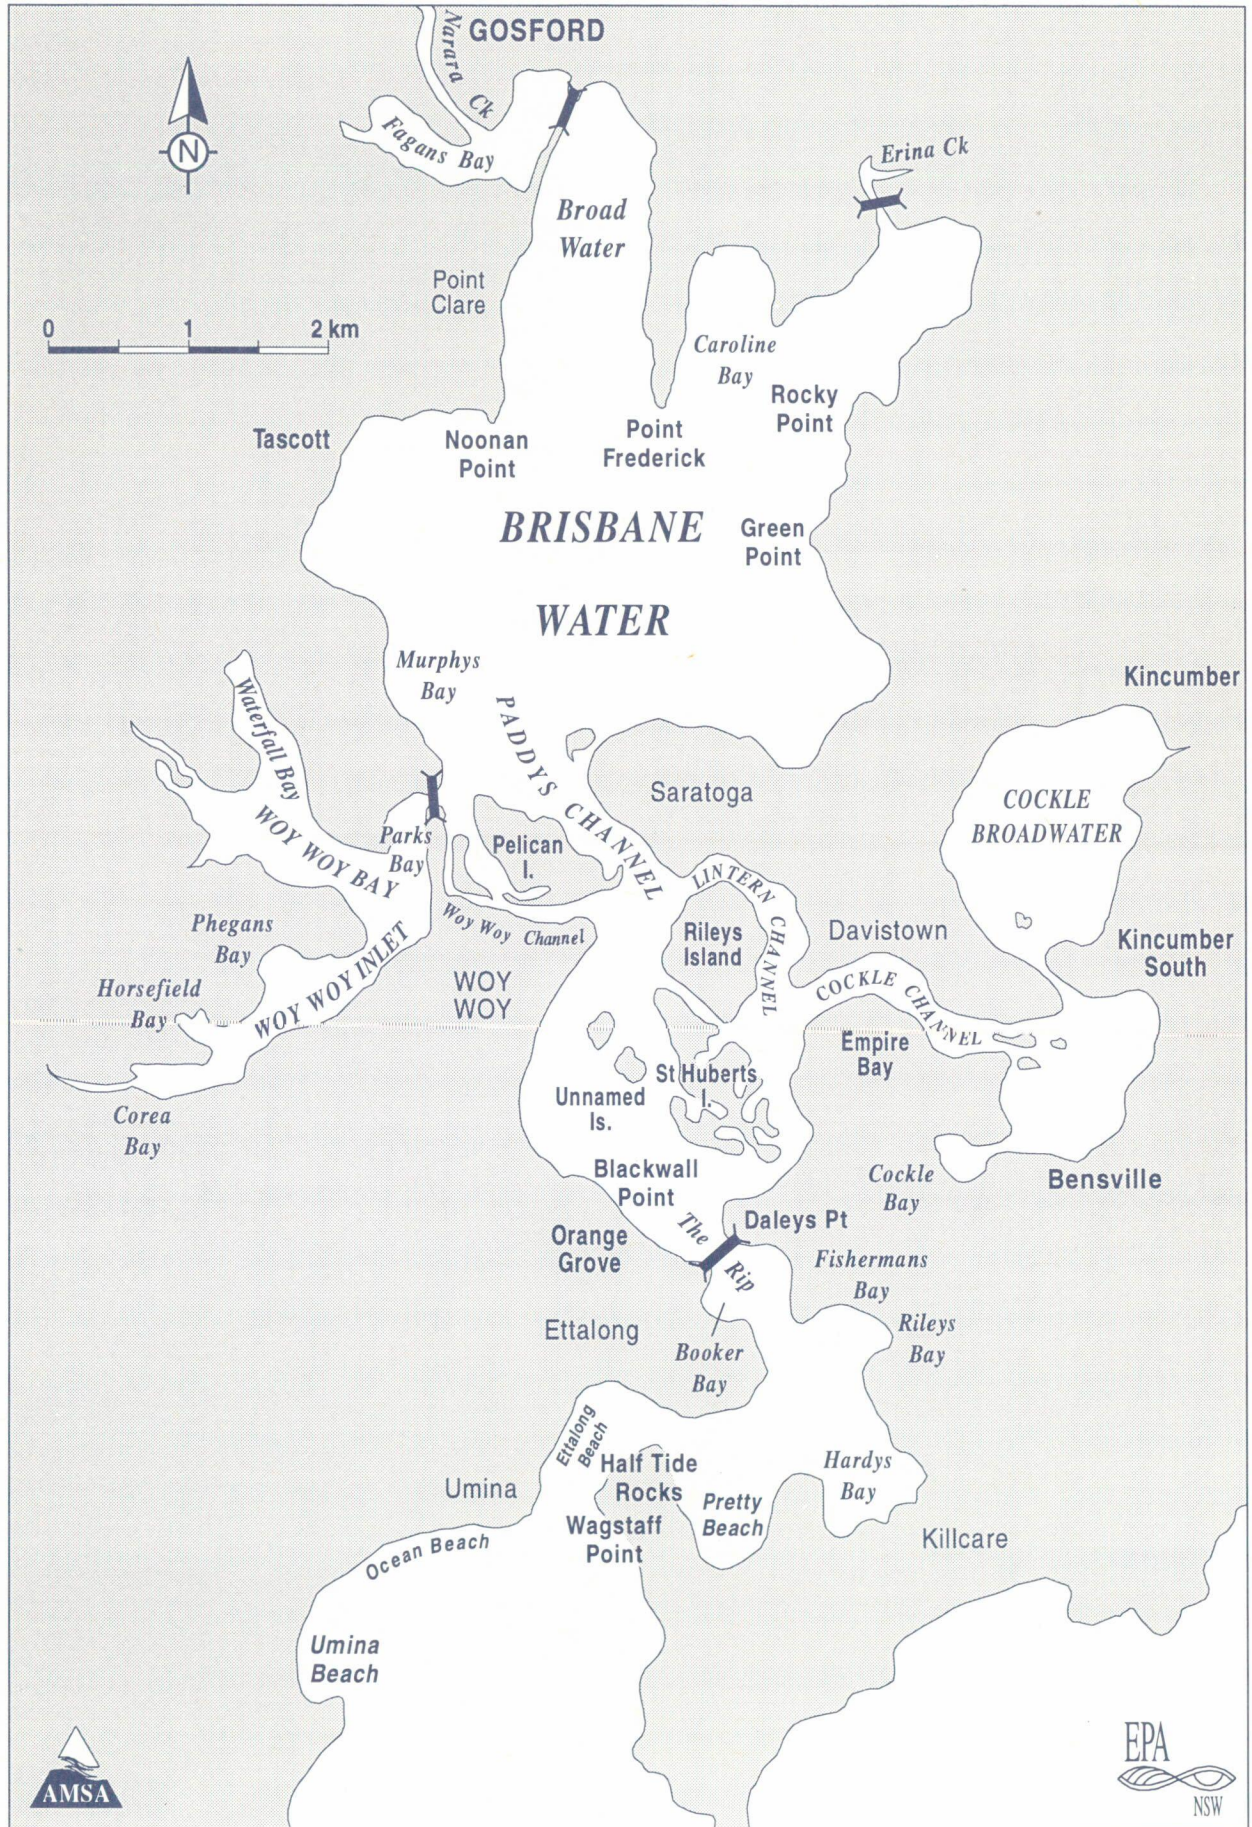 GOSFORD
Narara Ck
N
Fagans Bay
Erina Ck
Broad
Water
Point
Clare
0 1 2 km
Caroline
Bay
Rocky
Point
Tascott
Noonan
Point
Point
Frederick
BRISBANE
WATER
Green
Point
Murphys
Bay
Kincumber
Waterfall Bay
PADDYS CHANNEL
Saratoga
COCKLE
BROADWATER
WOY WOY BAY
Parks
Bay
Pelican
I.
LINTERN CHANNEL
Phegans
Bay
Woy Woy Channel
Rileys
Island
Davistown
Kincumber
South
Horsefield
Bay
WOY WOY INLET
WOY
WOY
COCKLE CHANNEL
Empire
Bay
Unnamed
Is.
St Huberts
I.
Corea
Bay
Blackwall
Point
Cockle
Bay
Bensville
The Rip
Daleys Pt
Orange
Grove
Fishermans
Bay
Ettalong
Rileys
Bay
Booker
Bay
Ettalong
Beach
Half Tide
Rocks
Hardys
Bay
Umina
Pretty
Beach
Wagstaff
Point
Killcare
Ocean Beach
Umina
Beach
AMSA
EPA
NSW